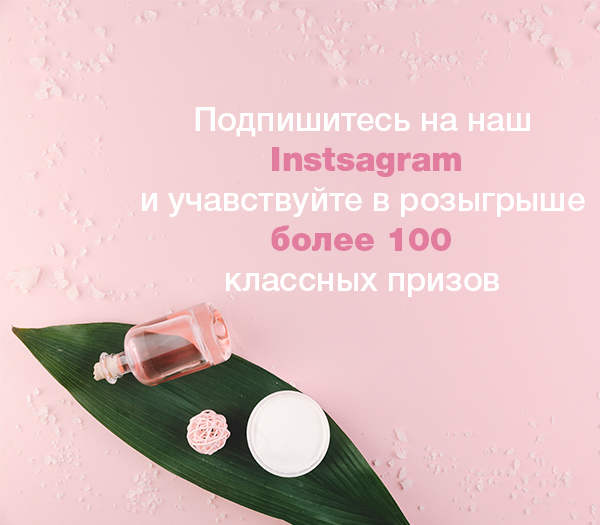 Подпишитесь на наш
Instsagram
и учавствуйте в розыгрыше
более 100
классных призов